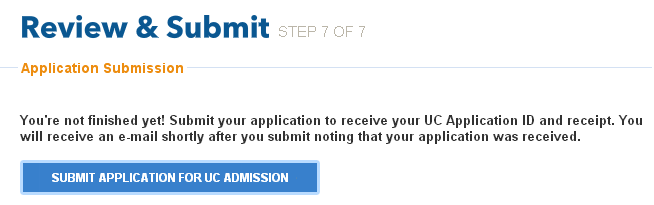 Review & Submit STEP 7 OF 7
Application Submission
You're not finished yet! Submit your application to receive your UC Application ID and receipt. You
will receive an e-mail shortly after you submit noting that your application was received.
SUBMIT APPLICATION FOR UC ADMISSION